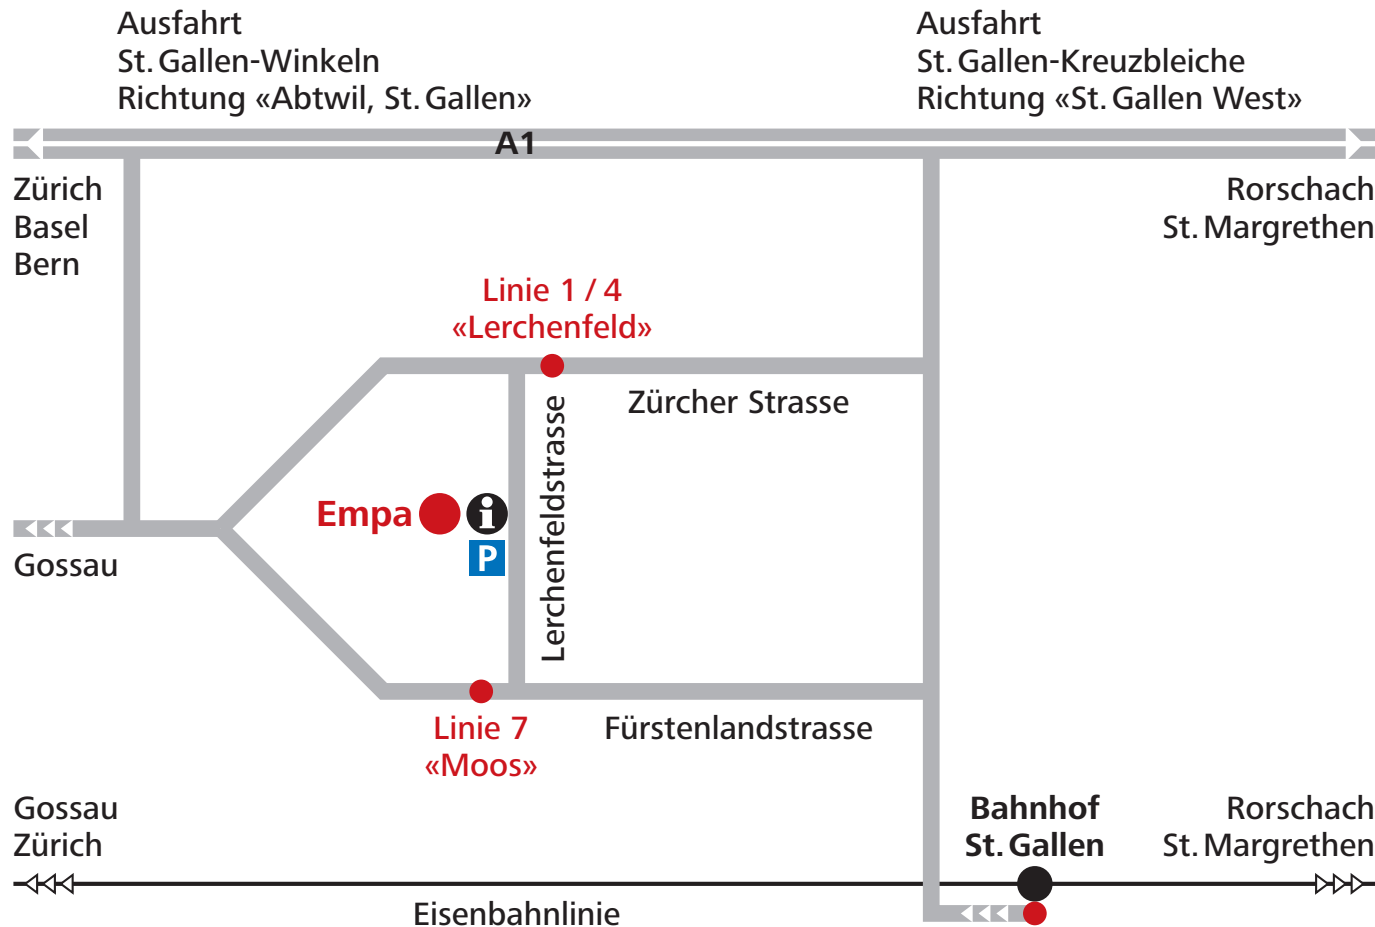 Ausfahrt
St. Gallen-Winkeln
Richtung «Abtwil, St. Gallen»
Ausfahrt
St. Gallen-Kreuzbleiche
Richtung «St. Gallen West»
A1
Zürich
Basel
Bern
Rorschach
St. Margrethen
Linie 1 / 4
«Lerchenfeld»
Zürcher Strasse
Lerchenfeldstrasse
Empa
i
P
Gossau
Linie 7
«Moos»
Fürstenlandstrasse
Gossau
Zürich
Bahnhof
St. Gallen
Rorschach
St. Margrethen
Eisenbahnlinie